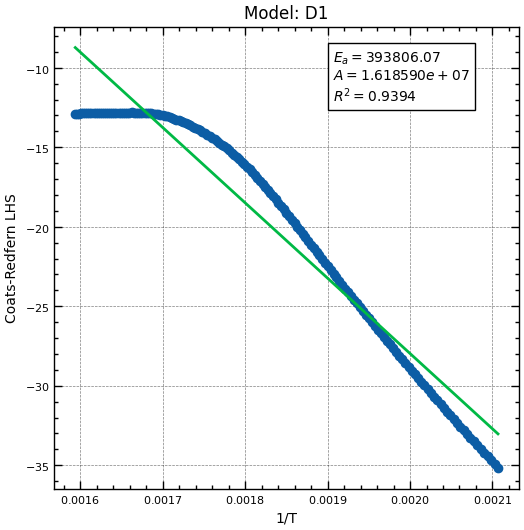 Model: D1
E_a = 393806.07
A = 1.618590e + 07
R² = 0.9394
Coats-Redfern LHS
−10
−15
−20
−25
−30
−35
0.0016 0.0017 0.0018 0.0019 0.0020 0.0021
1/T